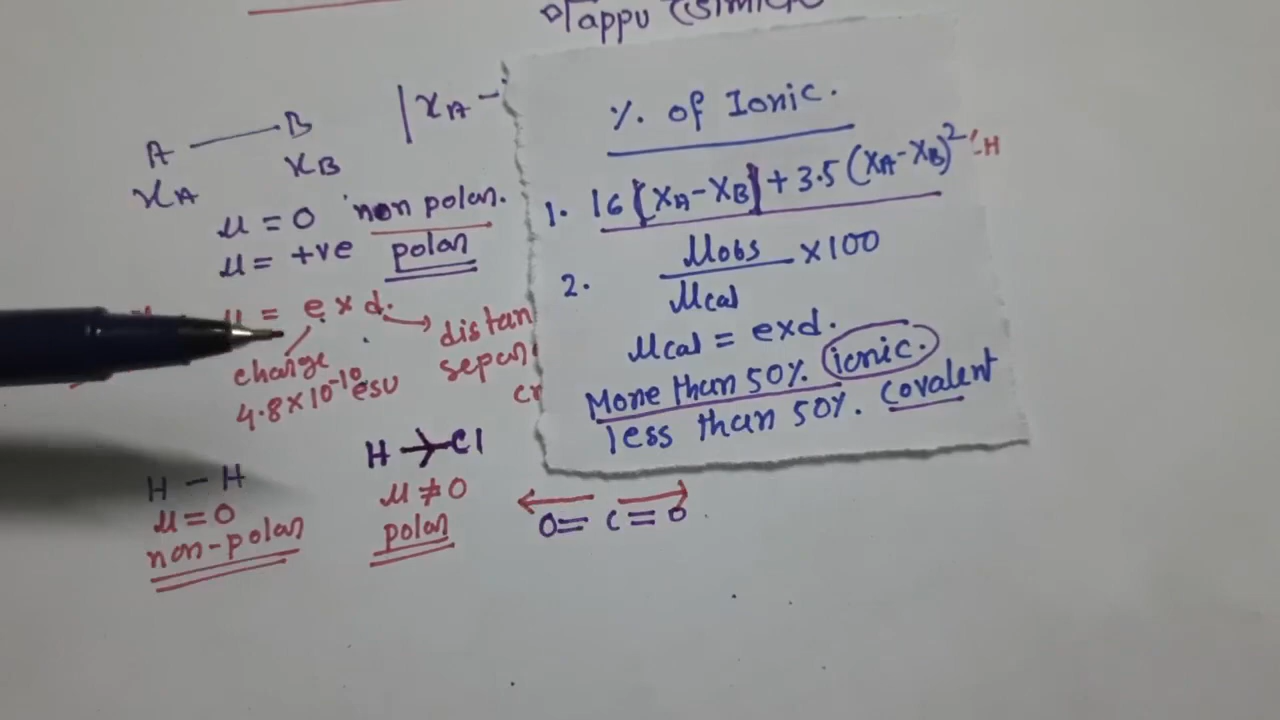 Tappu
A — B
xA xB
|xA -
μ = 0 non polar.
μ = +ve polar
μ = e x d.
charge
4.8 x 10⁻¹⁰ esu
distan
separ
H - H
μ = 0
non-polar
H → Cl
μ ≠ 0
polar
O = C = O
% of Ionic.
1. 16 [XA - XB] + 3.5 (XA - XB)²
2. μobs / μcal x 100
μcal = exd.
More than 50% ionic.
less than 50%. Covalent
-H